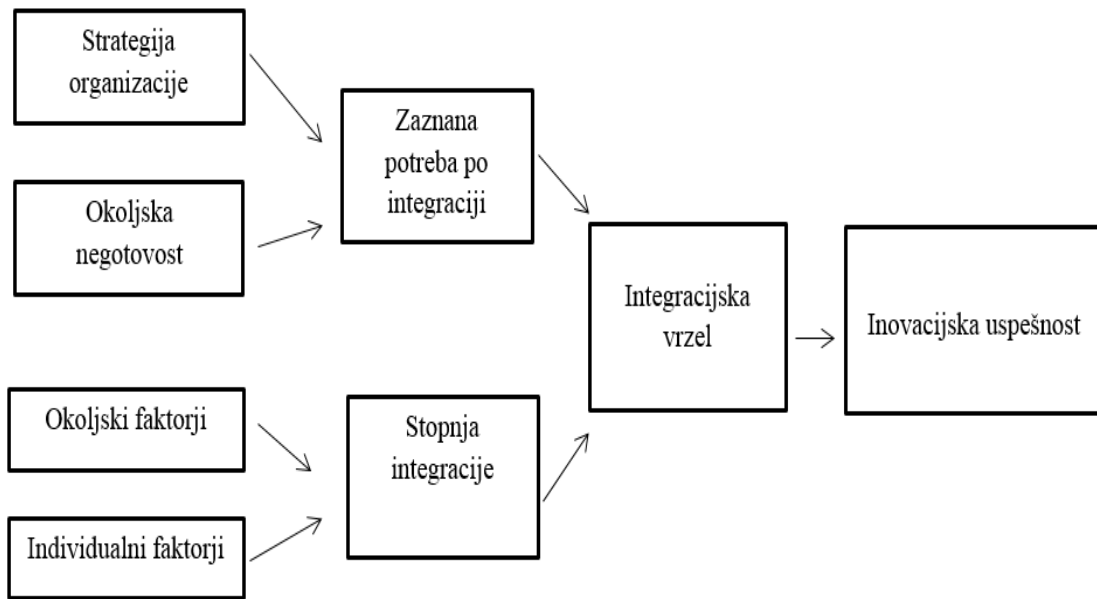 Strategija
organizacije
Okoljska
negotovost
Zaznana
potreba po
integraciji
Okoljski faktorji
Individualni faktorji
Stopnja
integracije
Integracijska
vrzel
Inovacijska uspešnost